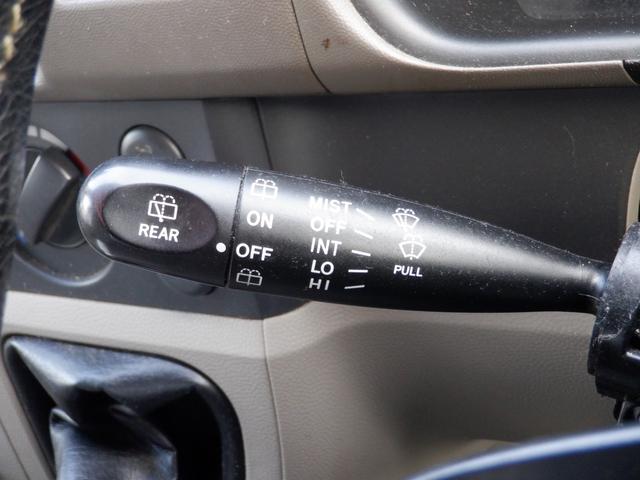 REAR
ON
OFF
MIST
OFF
INT
LO
HI
PULL